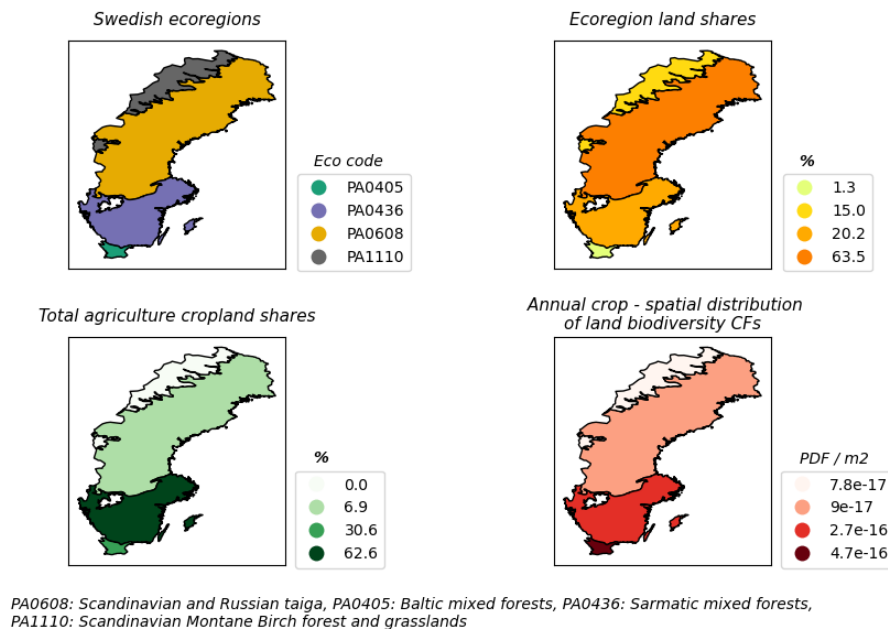 Swedish ecoregions
Eco code
PA0405
PA0436
PA0608
PA1110
Ecoregion land shares
%
1.3
15.0
20.2
63.5
Total agriculture cropland shares
%
0.0
6.9
30.6
62.6
Annual crop - spatial distribution
of land biodiversity CFs
PDF / m2
7.8e-17
9e-17
2.7e-16
4.7e-16
PA0608: Scandinavian and Russian taiga, PA0405: Baltic mixed forests, PA0436: Sarmatic mixed forests,
PA1110: Scandinavian Montane Birch forest and grasslands